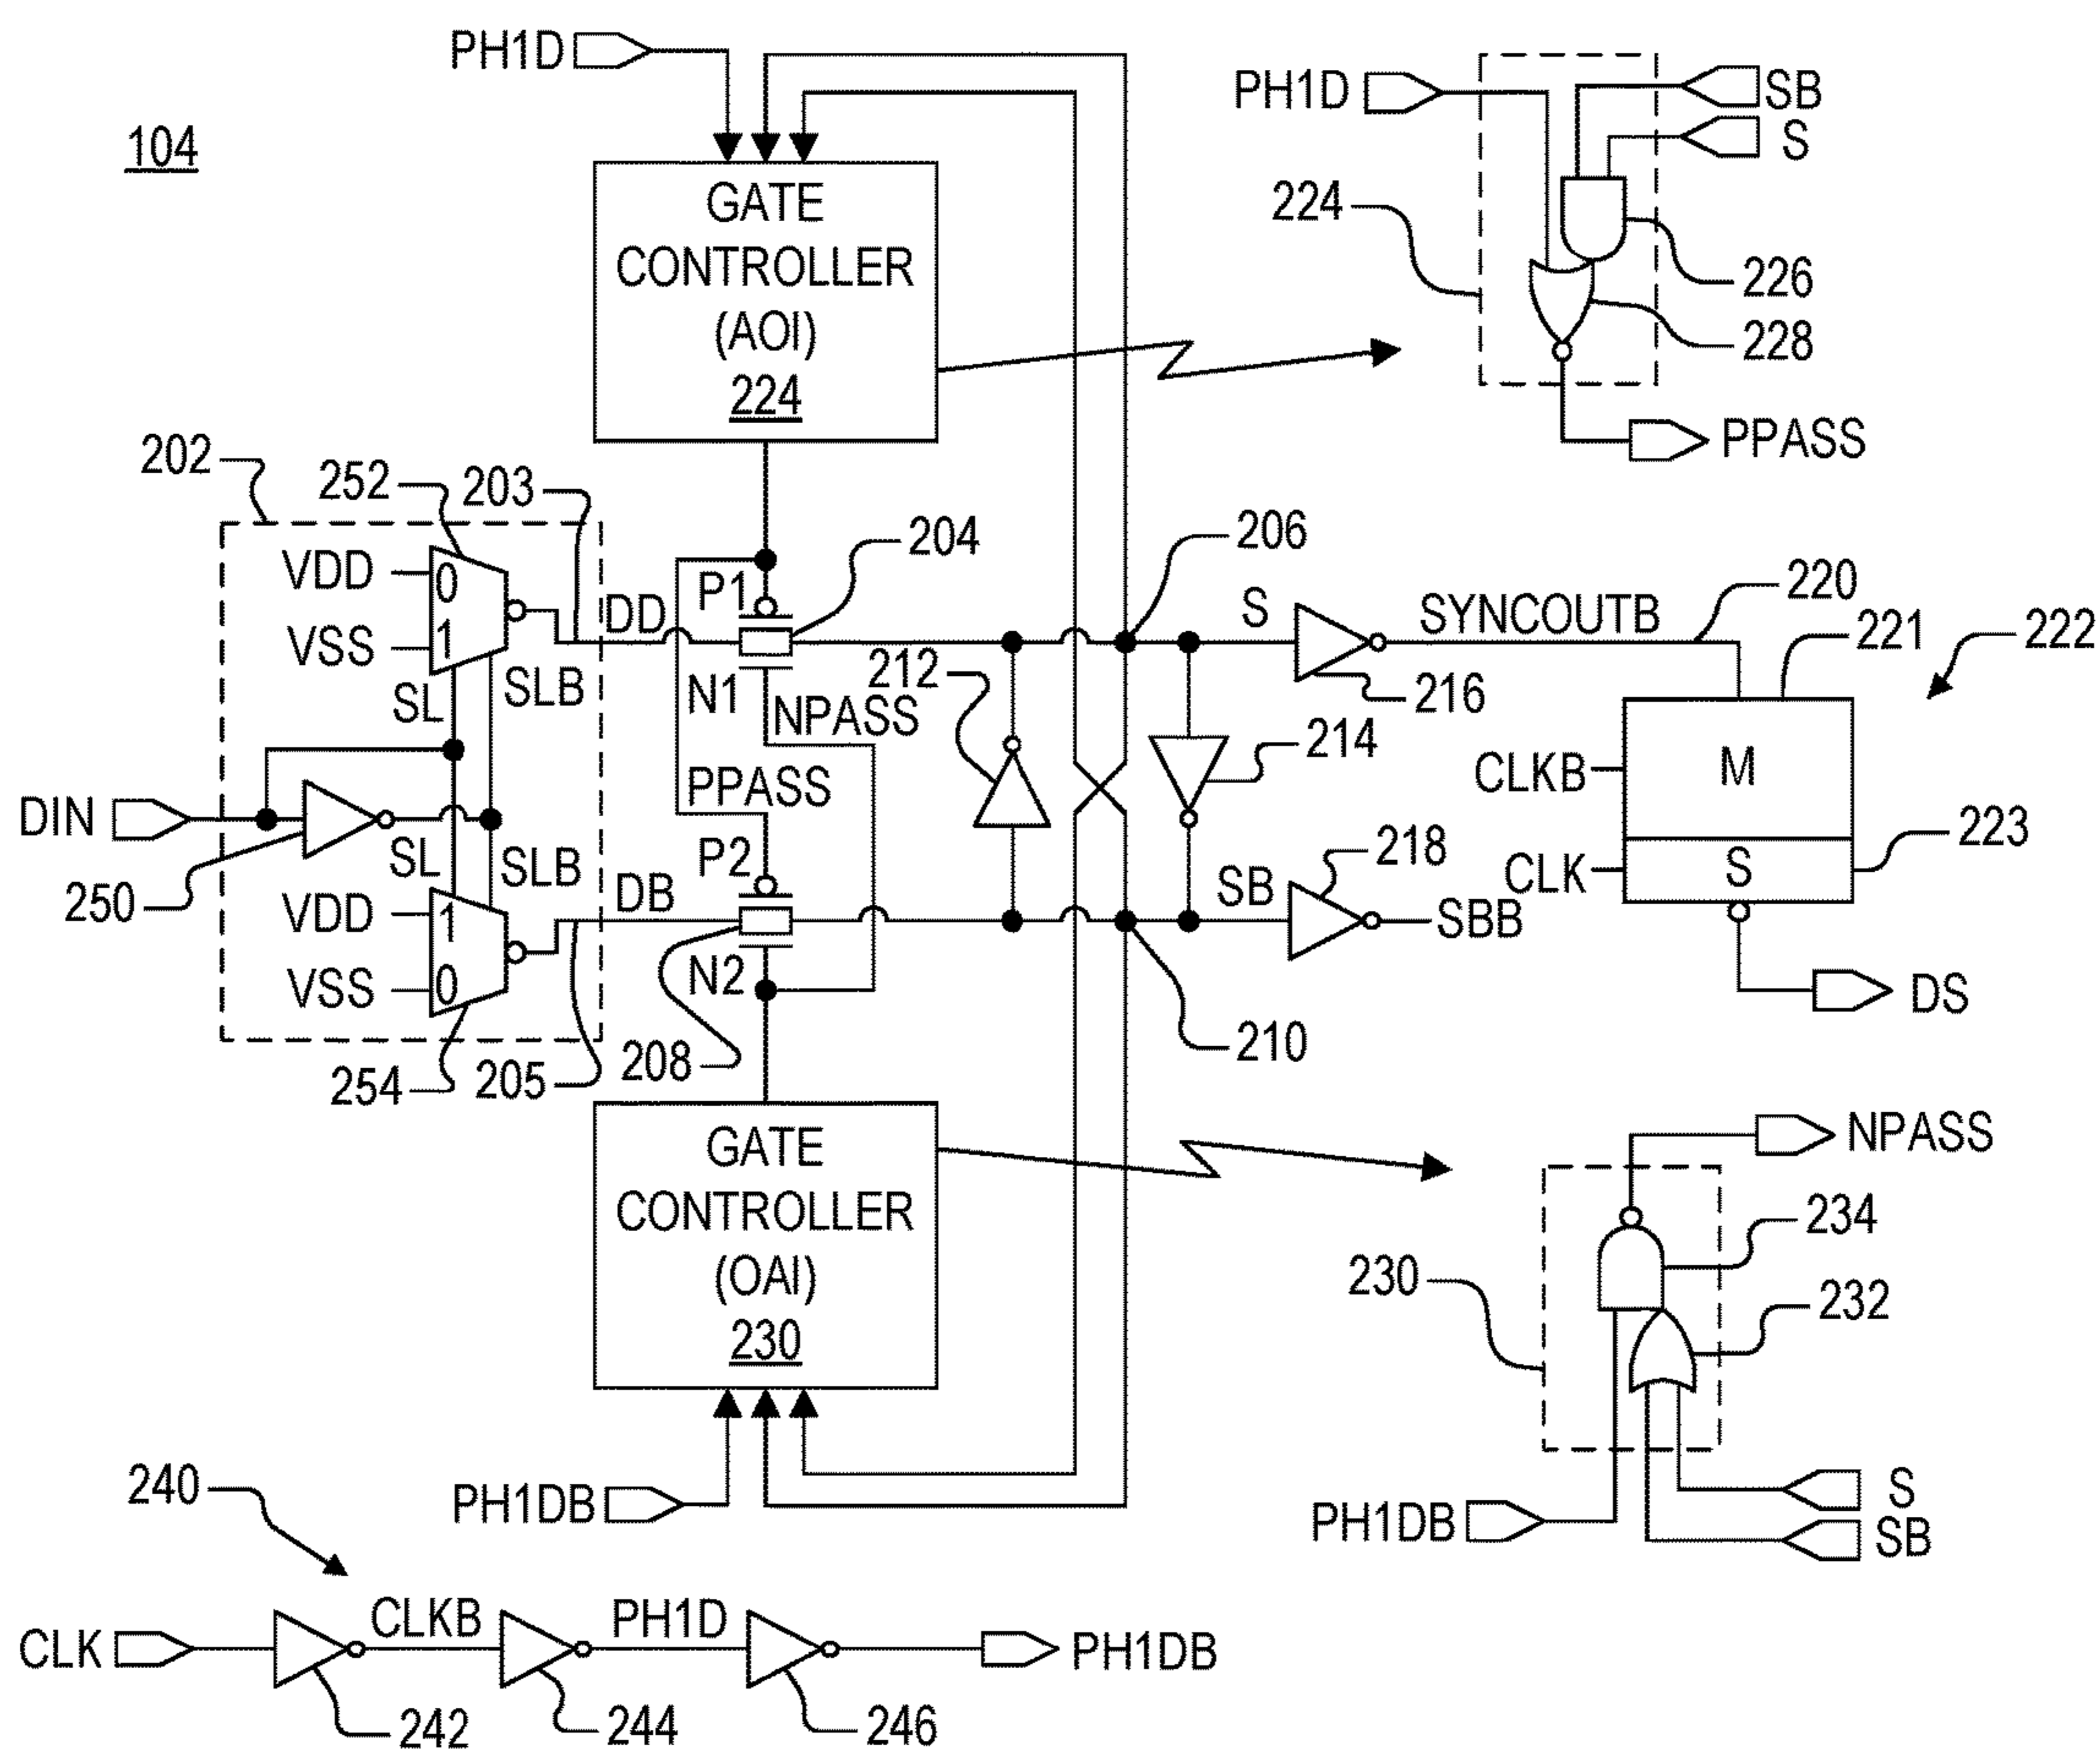 PH1D
104
GATE
CONTROLLER
(AOI)
224
PH1D
SB
S
224
226
228
PPASS
202
252
203
204
206
VDD
0
VSS
1
SL
SLB
DD
P1
N1
NPASS
212
S
SYNCOUTB
220
221
222
216
214
M
CLKB
DIN
250
SL
SLB
VDD
1
VSS
0
254
205
DB
PPASS
P2
N2
208
SB
218
SBB
210
CLK
S
223
DS
GATE
CONTROLLER
(OAI)
230
NPASS
234
230
232
S
SB
PH1DB
PH1DB
240
CLK
CLKB
PH1D
PH1DB
242
244
246